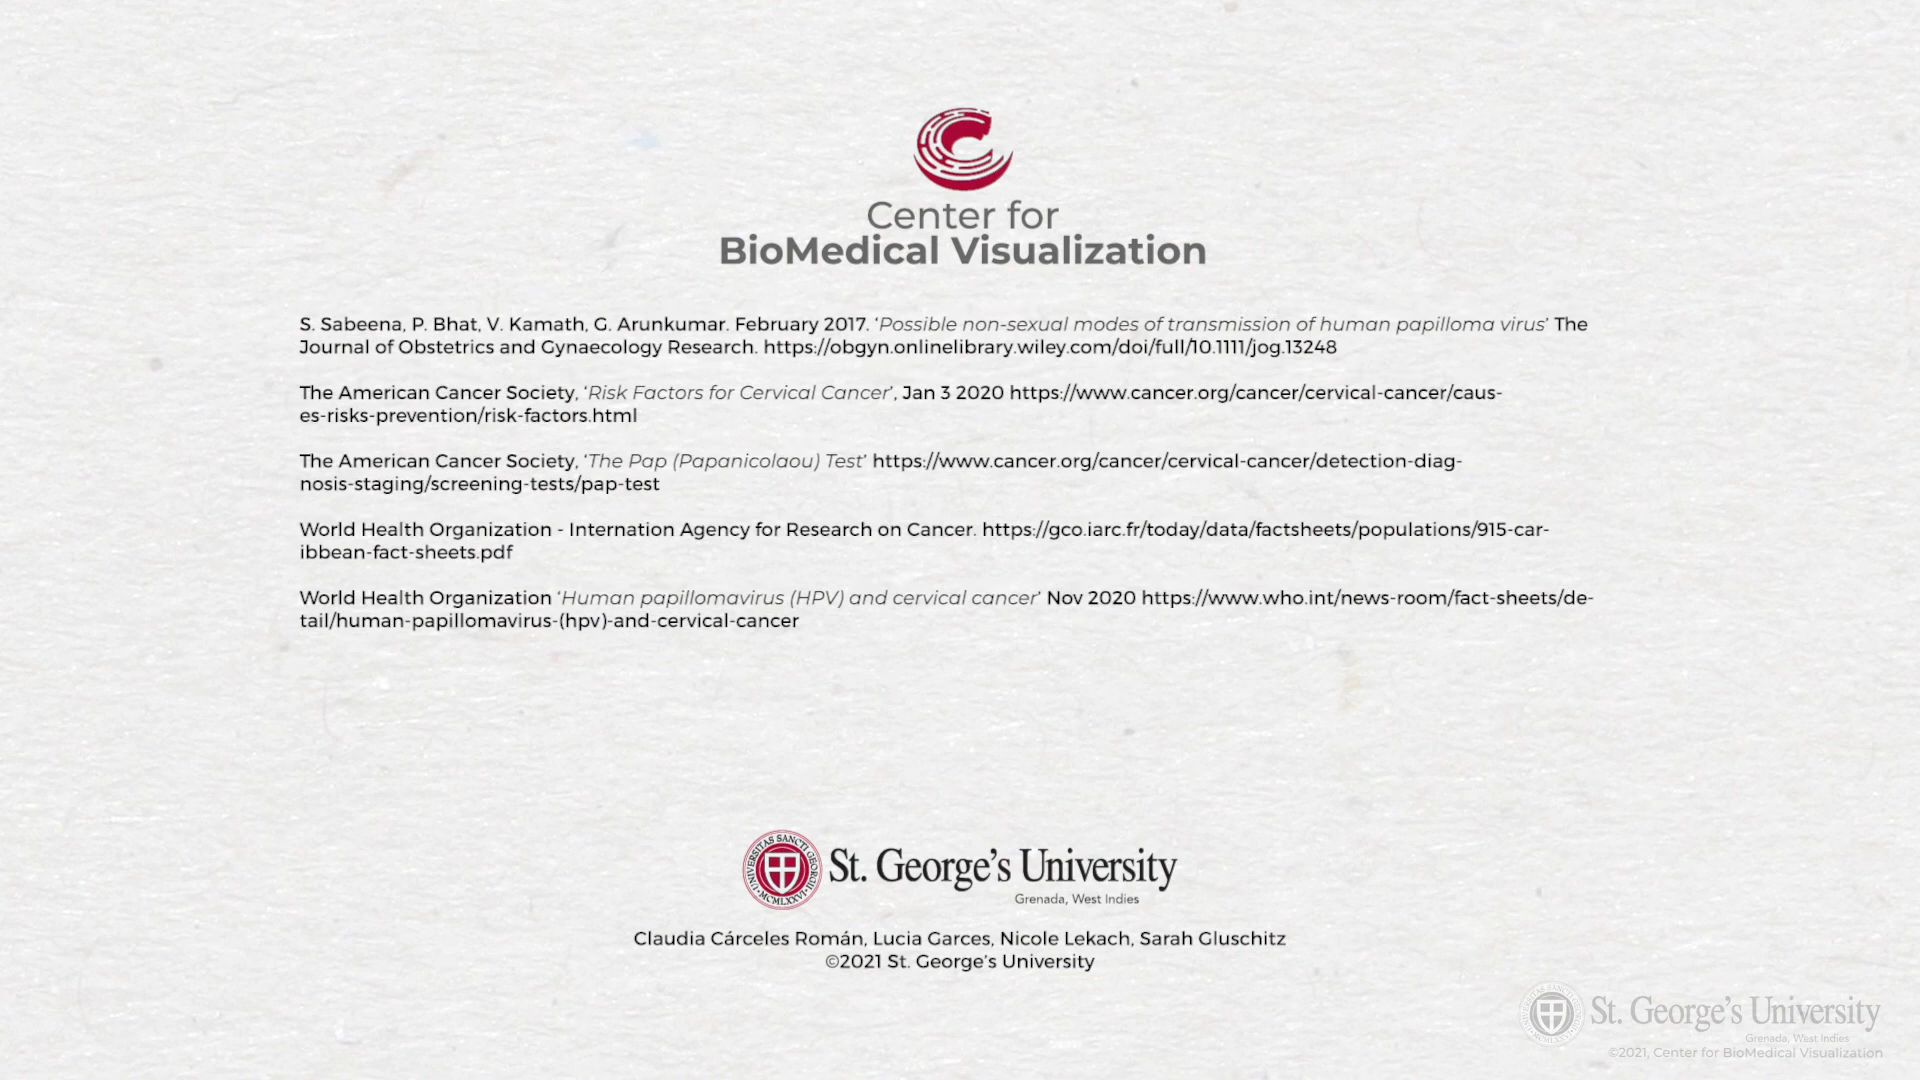 Center for
BioMedical Visualization
S. Sabeena, P. Bhat, V. Kamath, G. Arunkumar. February 2017. ‘Possible non-sexual modes of transmission of human papilloma virus’ The
Journal of Obstetrics and Gynaecology Research. https://obgyn.onlinelibrary.wiley.com/doi/full/10.1111/jog.13248
The American Cancer Society, ‘Risk Factors for Cervical Cancer’, Jan 3 2020 https://www.cancer.org/cancer/cervical-cancer/caus-
es-risks-prevention/risk-factors.html
The American Cancer Society, ‘The Pap (Papanicolaou) Test’ https://www.cancer.org/cancer/cervical-cancer/detection-diag-
nosis-staging/screening-tests/pap-test
World Health Organization - Internation Agency for Research on Cancer. https://gco.iarc.fr/today/data/factsheets/populations/915-car-
ibbean-fact-sheets.pdf
World Health Organization ‘Human papillomavirus (HPV) and cervical cancer’ Nov 2020 https://www.who.int/news-room/fact-sheets/de-
tail/human-papillomavirus-(hpv)-and-cervical-cancer
UNIVERSITAS SANCTI GEORGII
MCMLXXVI
St. George’s University
Grenada, West Indies
Claudia Cárceles Román, Lucia Garces, Nicole Lekach, Sarah Gluschitz
©2021 St. George’s University
St. George’s University
Grenada, West Indies
©2021, Center for BioMedical Visualization